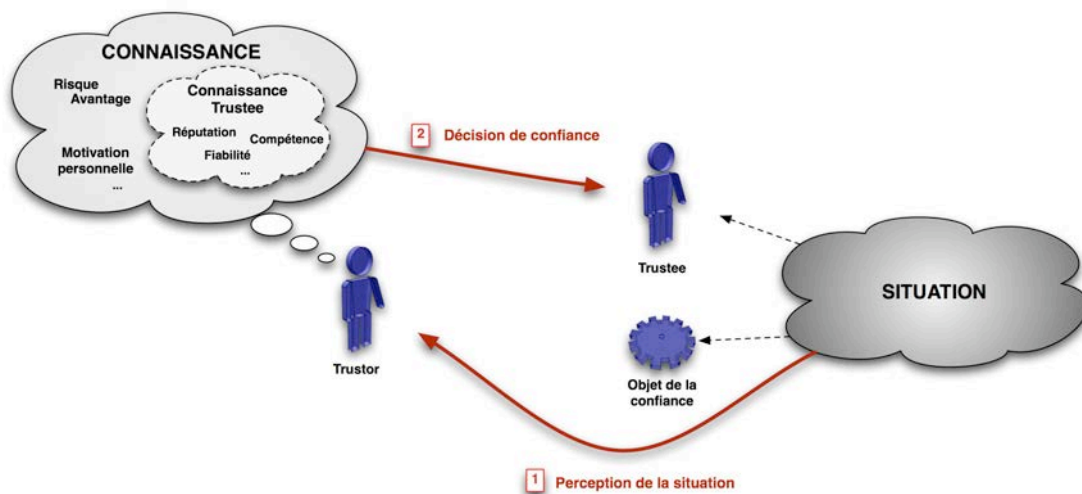 CONNAISSANCE
Risque
Avantage
Motivation
personnelle
...
Connaissance
Trustee
Réputation
Compétence
Fiabilité
...
2 Décision de confiance
Trustee
SITUATION
Trustor
Objet de la
confiance
1 Perception de la situation